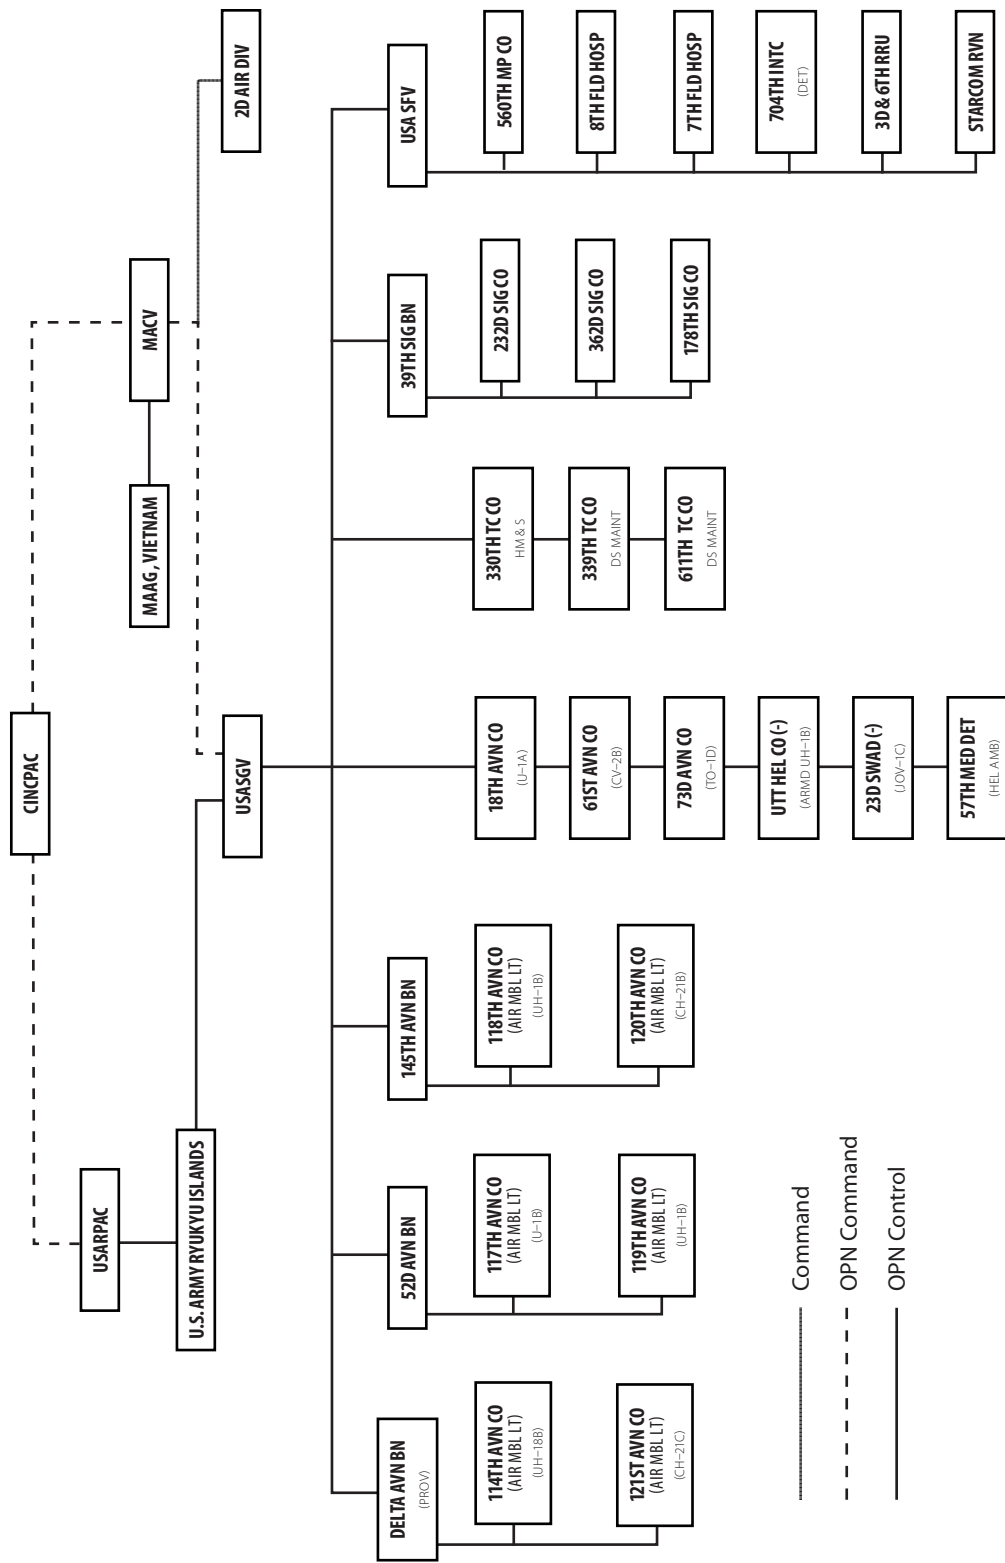 CINCPAC
USARPAC
MACV
MAAG, VIETNAM
U.S. ARMY RYUKYU ISLANDS
USASGV
2D AIR DIV
DELTA AVN BN
(PROV)
114TH AVN CO
(AIR MBL LT)
(UH–18B)
121ST AVN CO
(AIR MBL LT)
(CH–21C)
52D AVN BN
117TH AVN CO
(AIR MBL LT)
(U–1B)
119TH AVN CO
(AIR MBL LT)
(UH–1B)
145TH AVN BN
118TH AVN CO
(AIR MBL LT)
(UH–1B)
120TH AVN CO
(AIR MBL LT)
(CH–21B)
18TH AVN CO
(U–1A)
61ST AVN CO
(CV–2B)
73D AVN CO
(TO–1D)
UTT HEL CO (-)
(ARMD UH–1B)
23D SWAD (-)
(JOV–1C)
57TH MED DET
(HEL AMB)
330TH TC CO
HM & S
339TH TC CO
DS MAINT
611TH TC CO
DS MAINT
39TH SIG BN
232D SIG CO
362D SIG CO
178TH SIG CO
USA SFV
560TH MP CO
8TH FLD HOSP
7TH FLD HOSP
704TH INTC
(DET)
3D & 6TH RRU
STARCOM RVN
Command
OPN Command
OPN Control